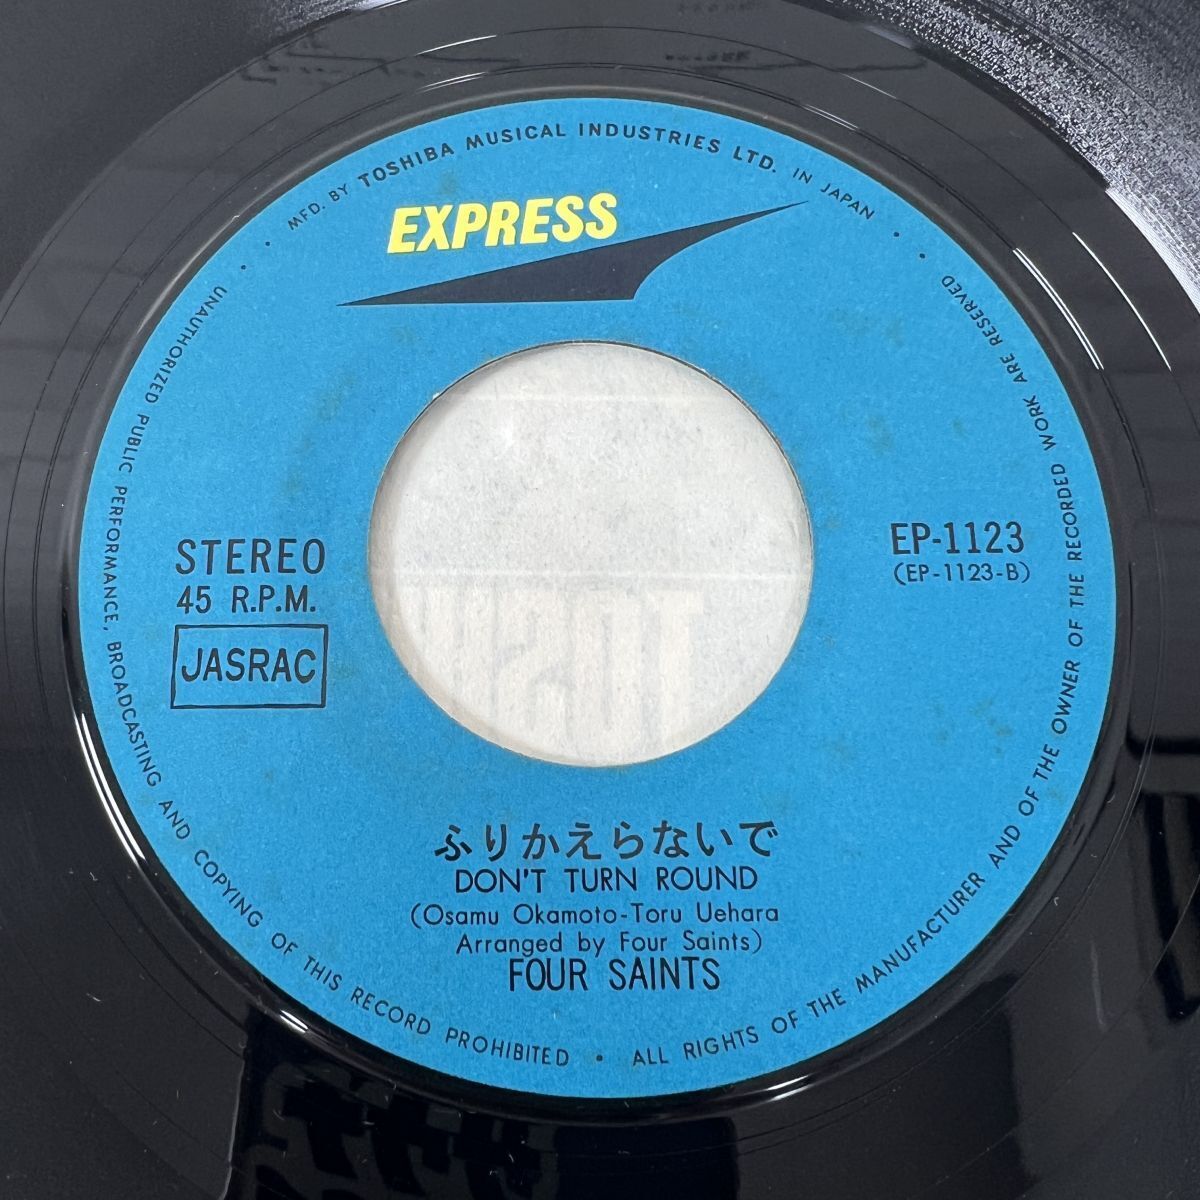 MFD. BY TOSHIBA MUSICAL INDUSTRIES LTD. IN JAPAN
EXPRESS
STEREO
45 R.P.M.
JASRAC
EP-1123
(EP-1123-B)
ふりかえらないで
DON'T TURN ROUND
(Osamu Okamoto-Toru Uehara
Arranged by Four Saints)
FOUR SAINTS
UNAUTHORIZED PUBLIC PERFORMANCE, BROADCASTING AND COPYING OF THIS RECORD PROHIBITED • ALL RIGHTS OF THE MANUFACTURER AND OF THE OWNER OF THE RECORDED WORK ARE RESERVED